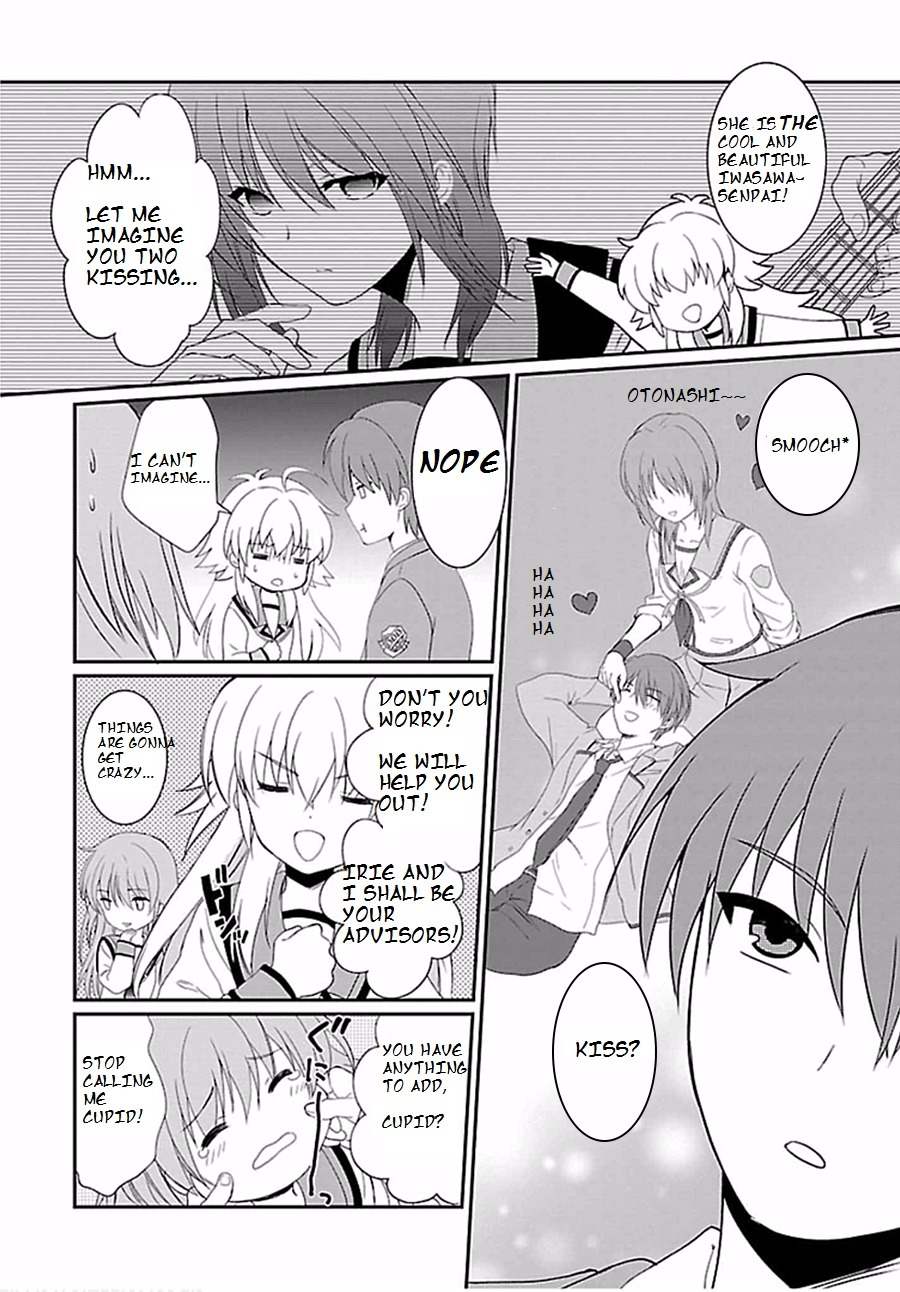 SHE IS THE
COOL AND
BEAUTIFUL
IWASAWA-
SENPAI!
HMM...
LET ME
IMAGINE
YOU TWO
KISSING...
OTONASHI~~
SMOOCH*
HA
HA
HA
HA
KISS?
NOPE
I CAN'T
IMAGINE...
DON'T YOU
WORRY!
WE WILL
HELP YOU
OUT!
IRIE AND
I SHALL BE
YOUR
ADVISORS!
THINGS
ARE GONNA
GET
CRAZY...
YOU HAVE
ANYTHING
TO ADD,
CUPID?
STOP
CALLING
ME
CUPID!